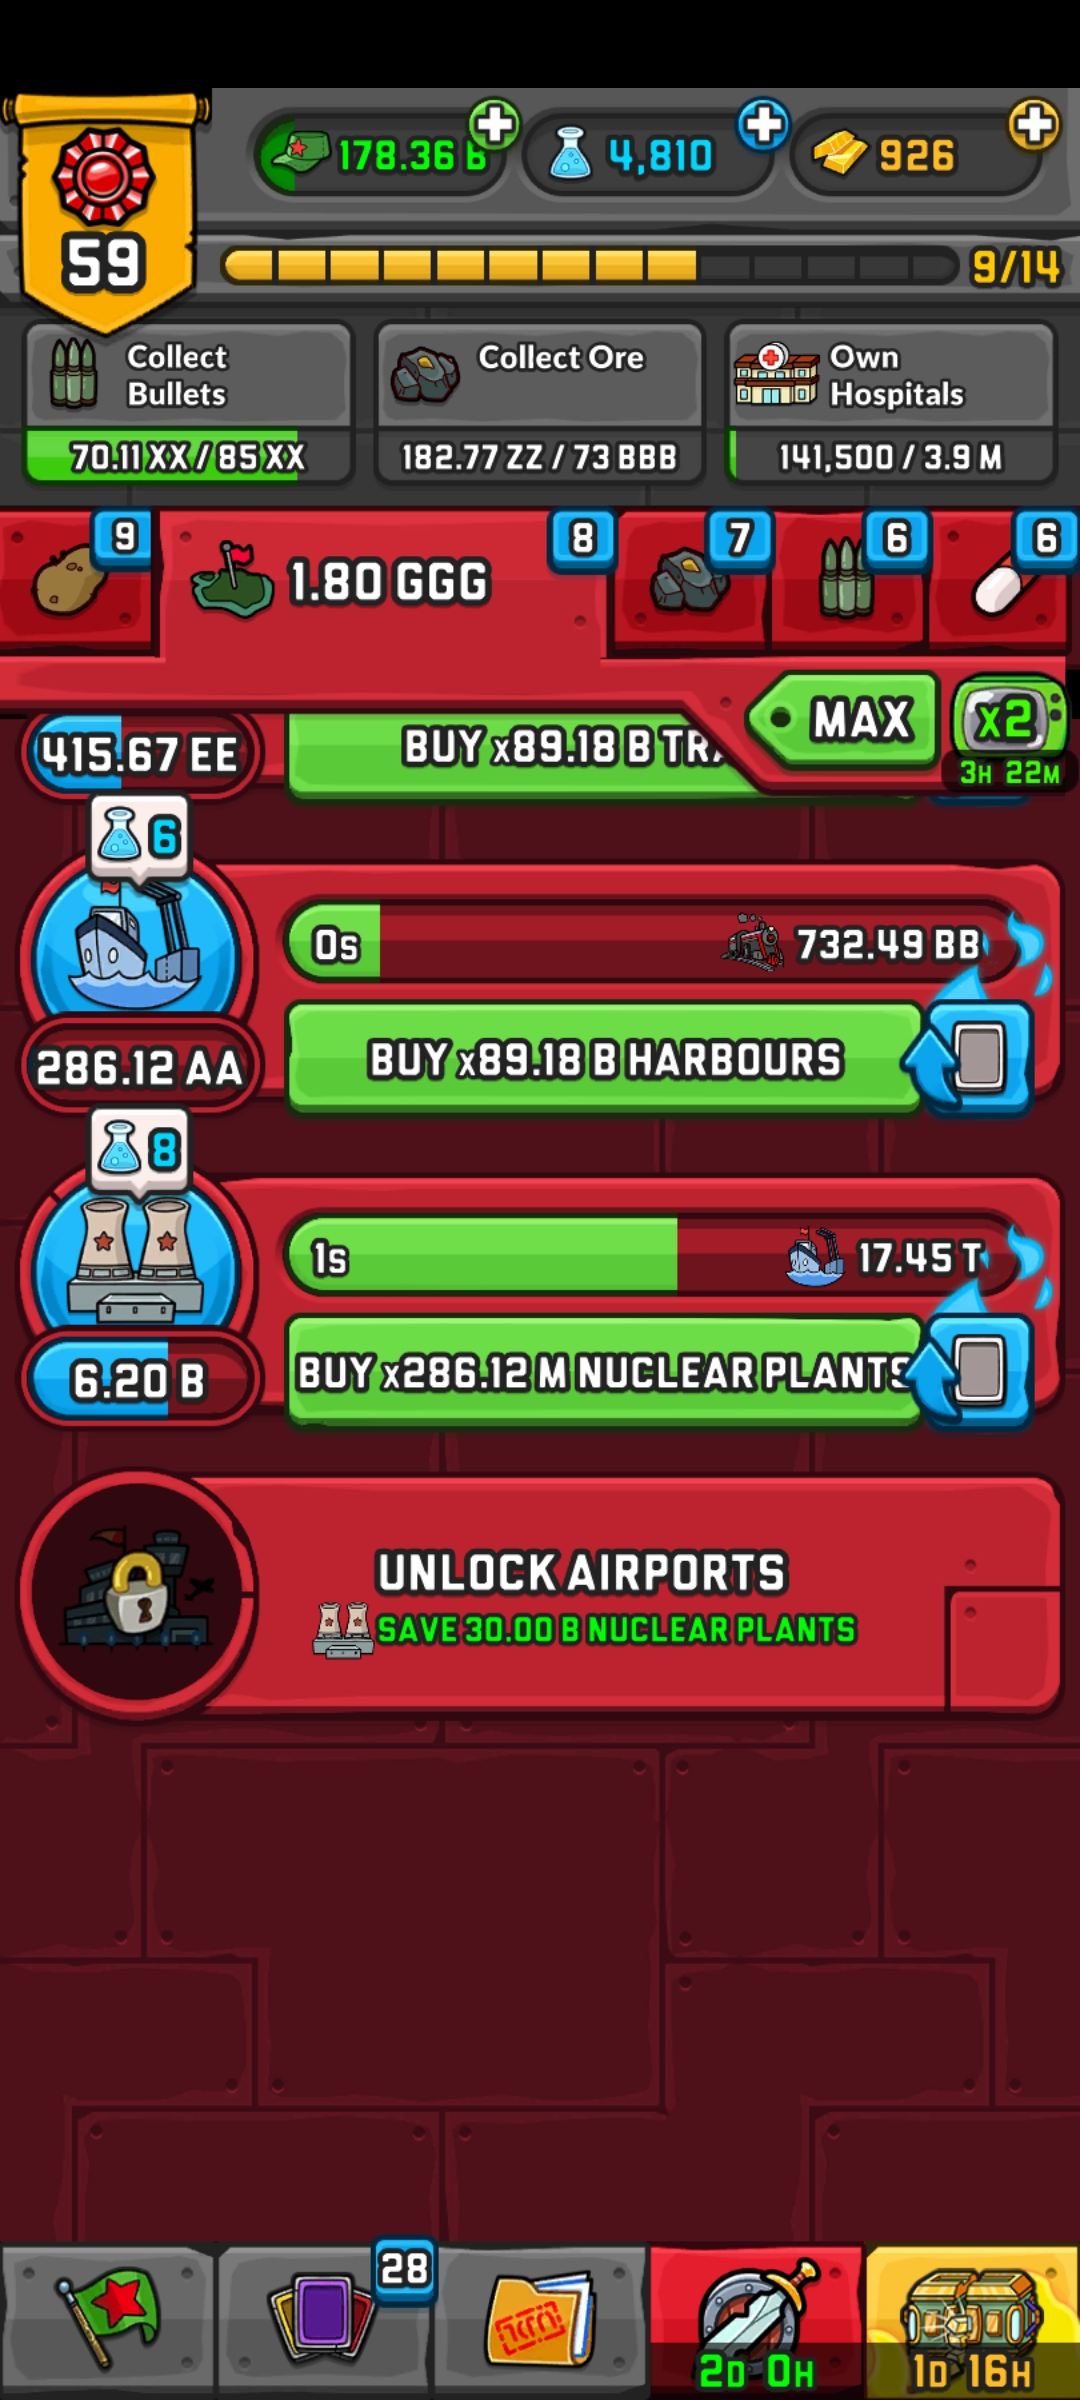 178.36 B
4,810
926
59
9/14
Collect
Bullets
70.11 XX / 85 XX
Collect Ore
182.77 ZZ / 73 BBB
Own
Hospitals
141,500 / 3.9 M
9
1.80 GGG
8
7
6
6
MAX
x2
3H 22M
415.67 EE
BUY x89.18 B
6
0s
732.49 BB
286.12 AA
BUY x89.18 B HARBOURS
8
1s
17.45 T
6.20 B
BUY x286.12 M NUCLEAR PLANTS
UNLOCK AIRPORTS
SAVE 30.00 B NUCLEAR PLANTS
28
2D 0H
1D 16H